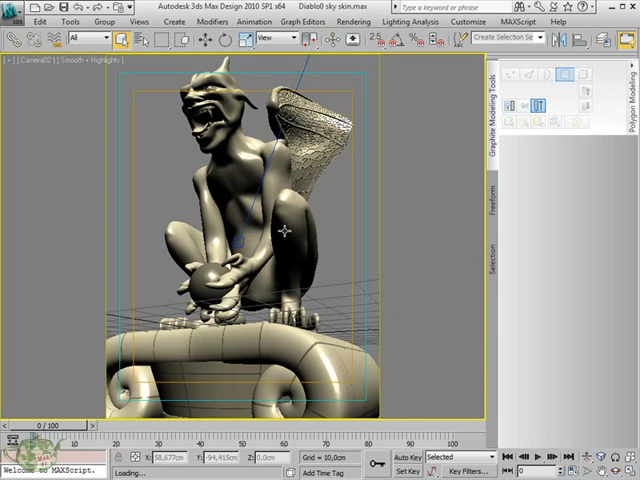 Autodesk 3ds Max Design 2010 SP1 x64
Diablo0 sky skin.max
Type a keyword or phrase
Edit Tools Group Views Create Modifiers Animation Graph Editors Rendering Lighting Analysis Customize MAXScript Help
All
View
Create Selection Se
[ + ] [ Camera02 ] [ Smooth + Highlights ]
Graphite Modeling Tools
Freeform
Selection
Polygon Modeling
0 / 100
0 10 20 30 40 50 60 70 80 90 100
X: 58,677cm Y: -94,415cm Z: 0,0cm Grid = 10,0cm
Auto Key Selected
Welcome to MAXScript.
Loading...
Add Time Tag
Set Key Key Filters...
0